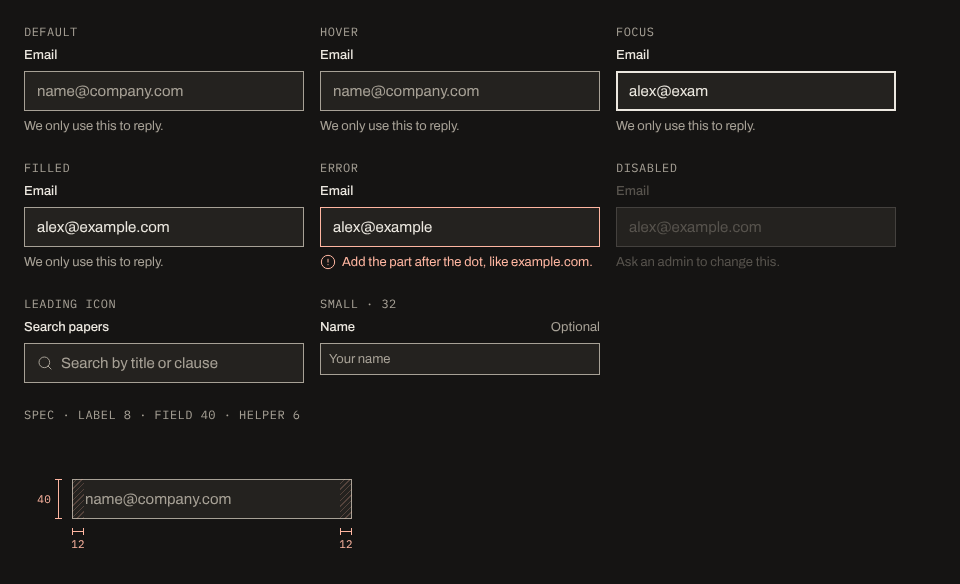 DEFAULT
Email
name@company.com
We only use this to reply.
HOVER
Email
name@company.com
We only use this to reply.
FOCUS
Email
alex@exam
We only use this to reply.
FILLED
Email
alex@example.com
We only use this to reply.
ERROR
Email
alex@example
Add the part after the dot, like example.com.
DISABLED
Email
alex@example.com
Ask an admin to change this.
LEADING ICON
Search papers
Search by title or clause
SMALL · 32
Name Optional
Your name
SPEC · LABEL 8 · FIELD 40 · HELPER 6
40
name@company.com
12 12